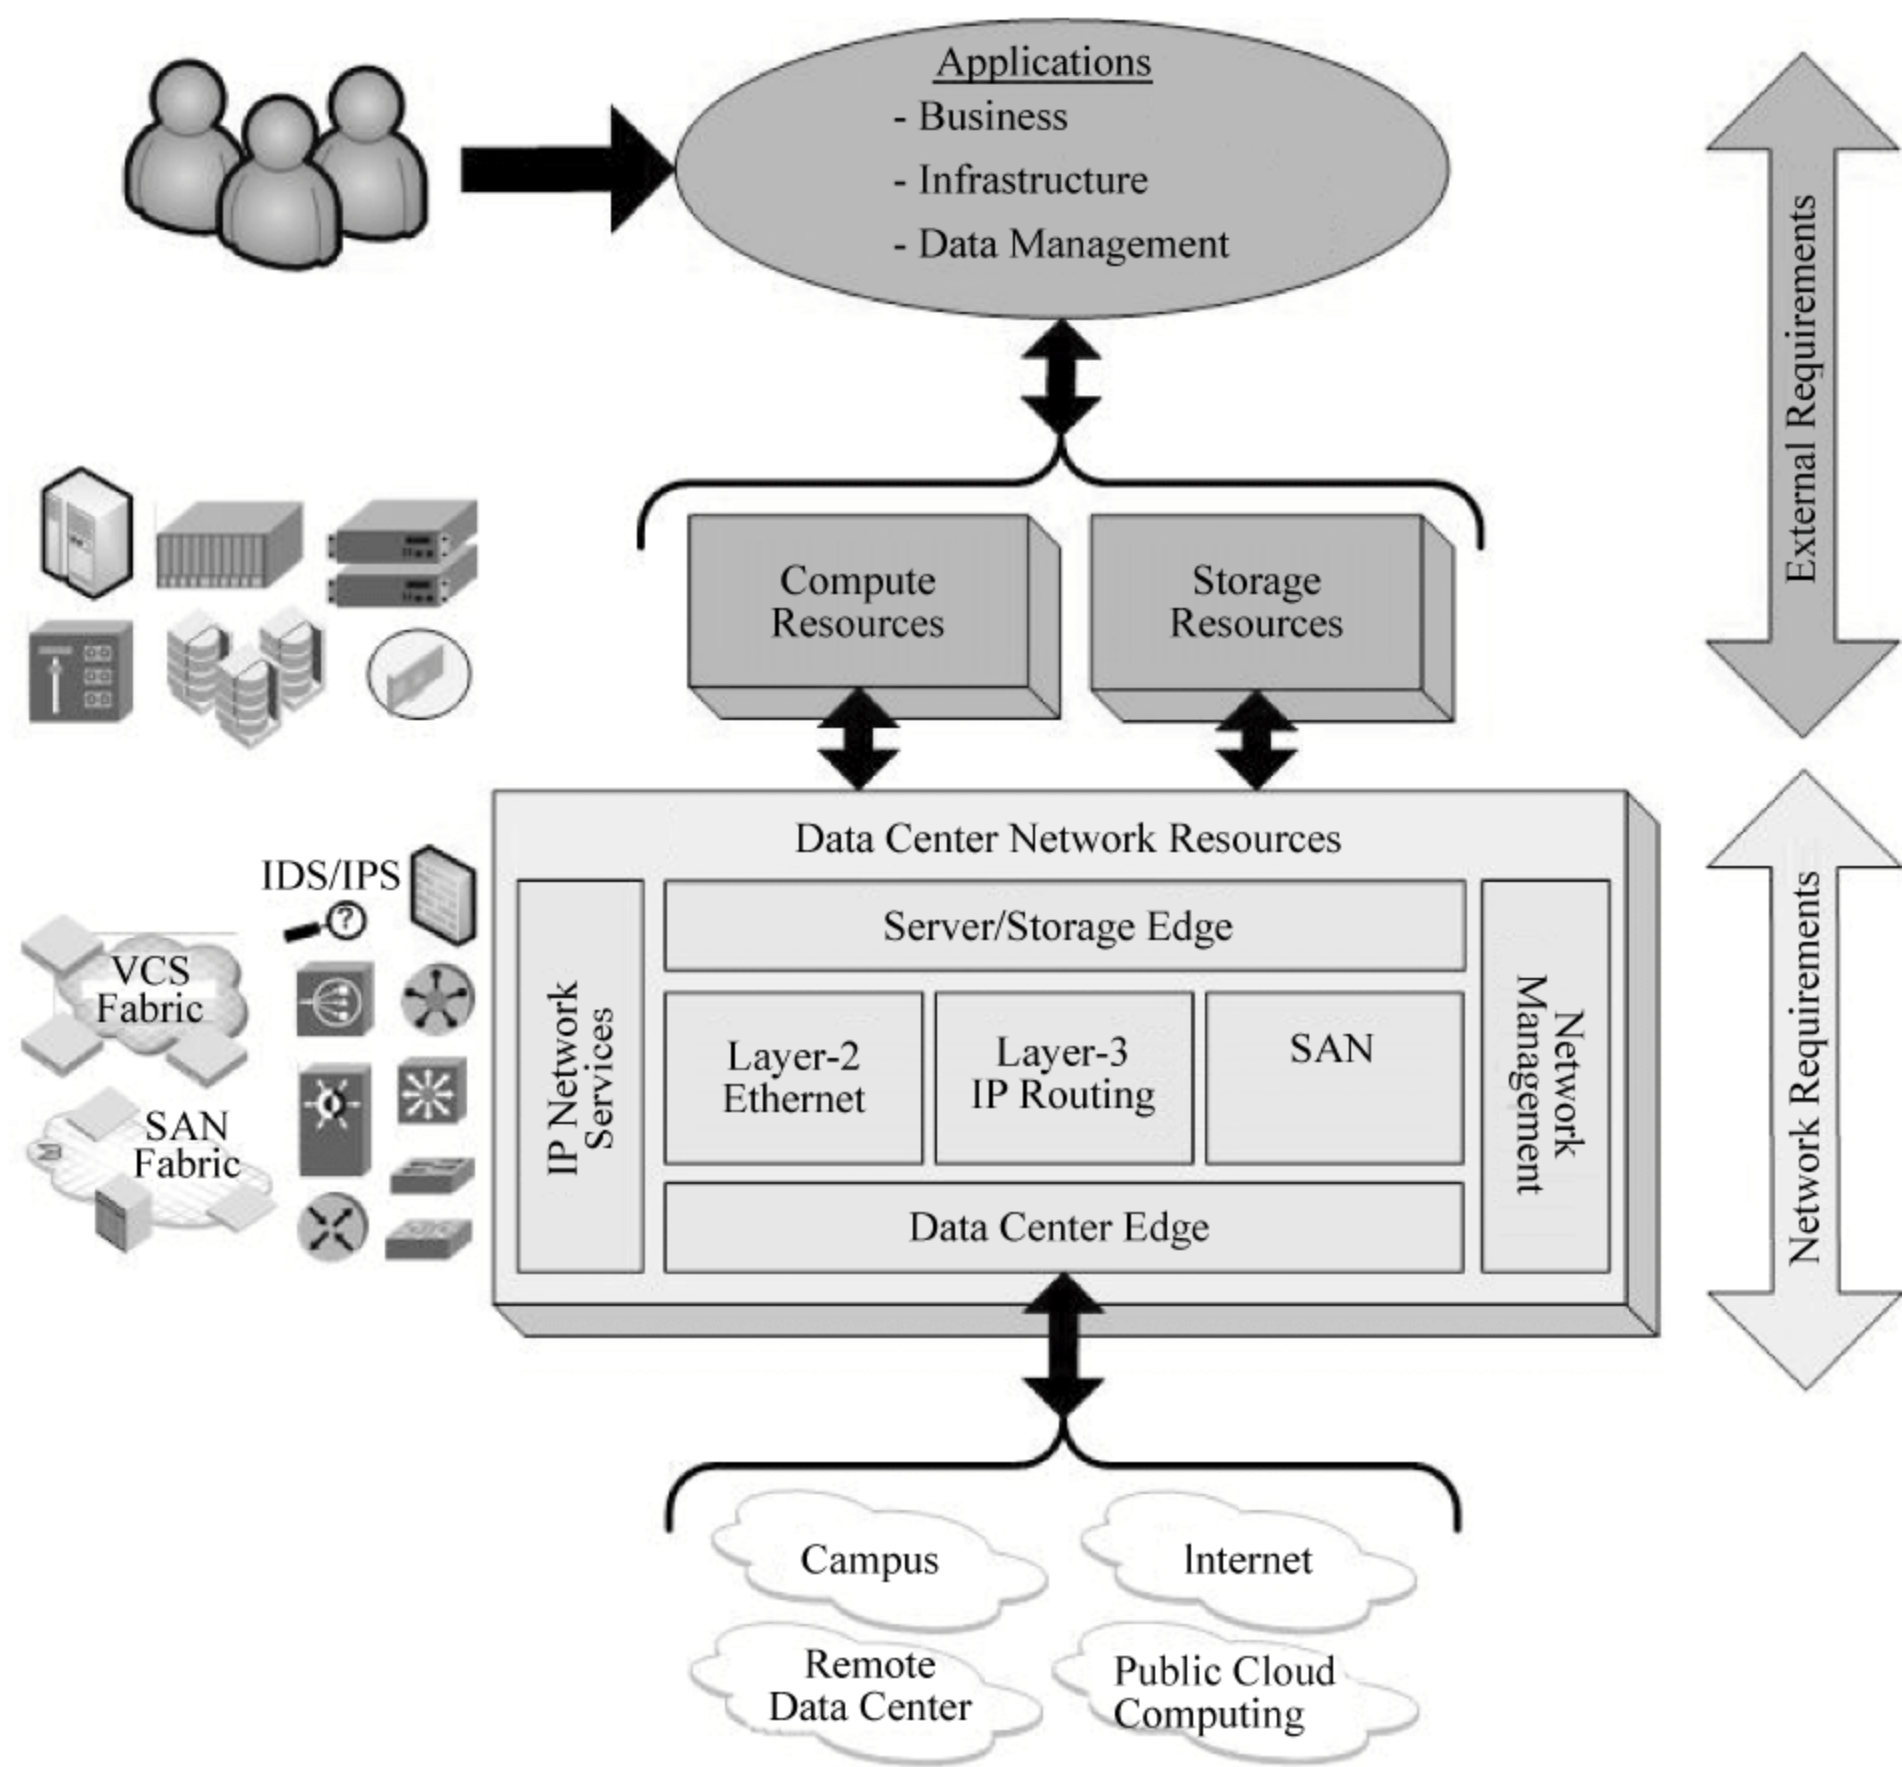 Applications
- Business
- Infrastructure
- Data Management
External Requirements
Compute
Resources
Storage
Resources
Data Center Network Resources
IDS/IPS
?
VCS
Fabric
SAN
Fabric
IP Network
Services
Server/Storage Edge
Layer-2
Ethernet
Layer-3
IP Routing
SAN
Data Center Edge
Network
Management
Network Requirements
Campus
Internet
Remote
Data Center
Public Cloud
Computing